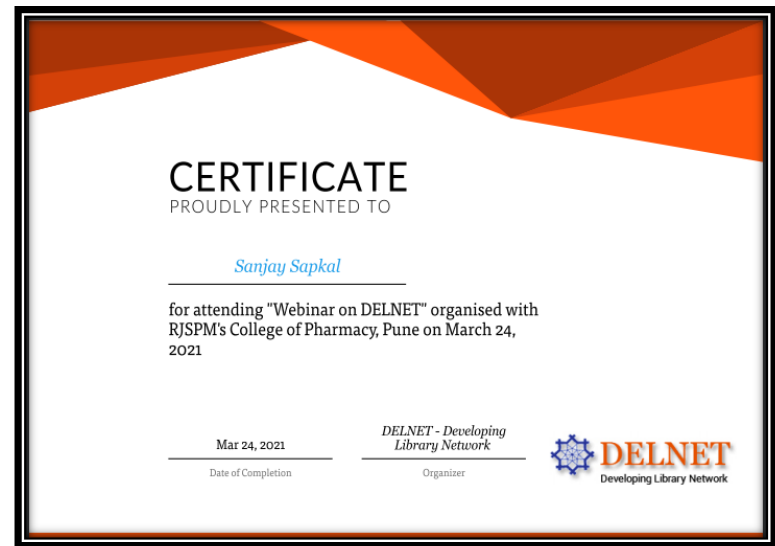 CERTIFICATE
PROUDLY PRESENTED TO
Sanjay Sapkal
for attending "Webinar on DELNET" organised with
RJSPM's College of Pharmacy, Pune on March 24,
2021
Mar 24, 2021
Date of Completion
DELNET - Developing
Library Network
Organizer
DELNET
Developing Library Network